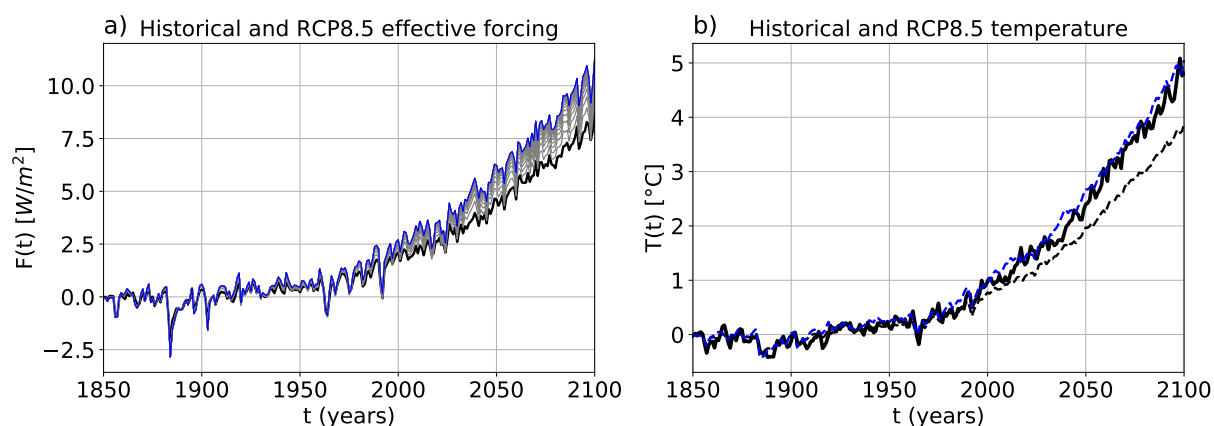 a) Historical and RCP8.5 effective forcing
F(t) [W/m²]
10.0
7.5
5.0
2.5
0.0
−2.5
1850 1900 1950 2000 2050 2100
t (years)
b) Historical and RCP8.5 temperature
T(t) [°C]
5
4
3
2
1
0
1850 1900 1950 2000 2050 2100
t (years)